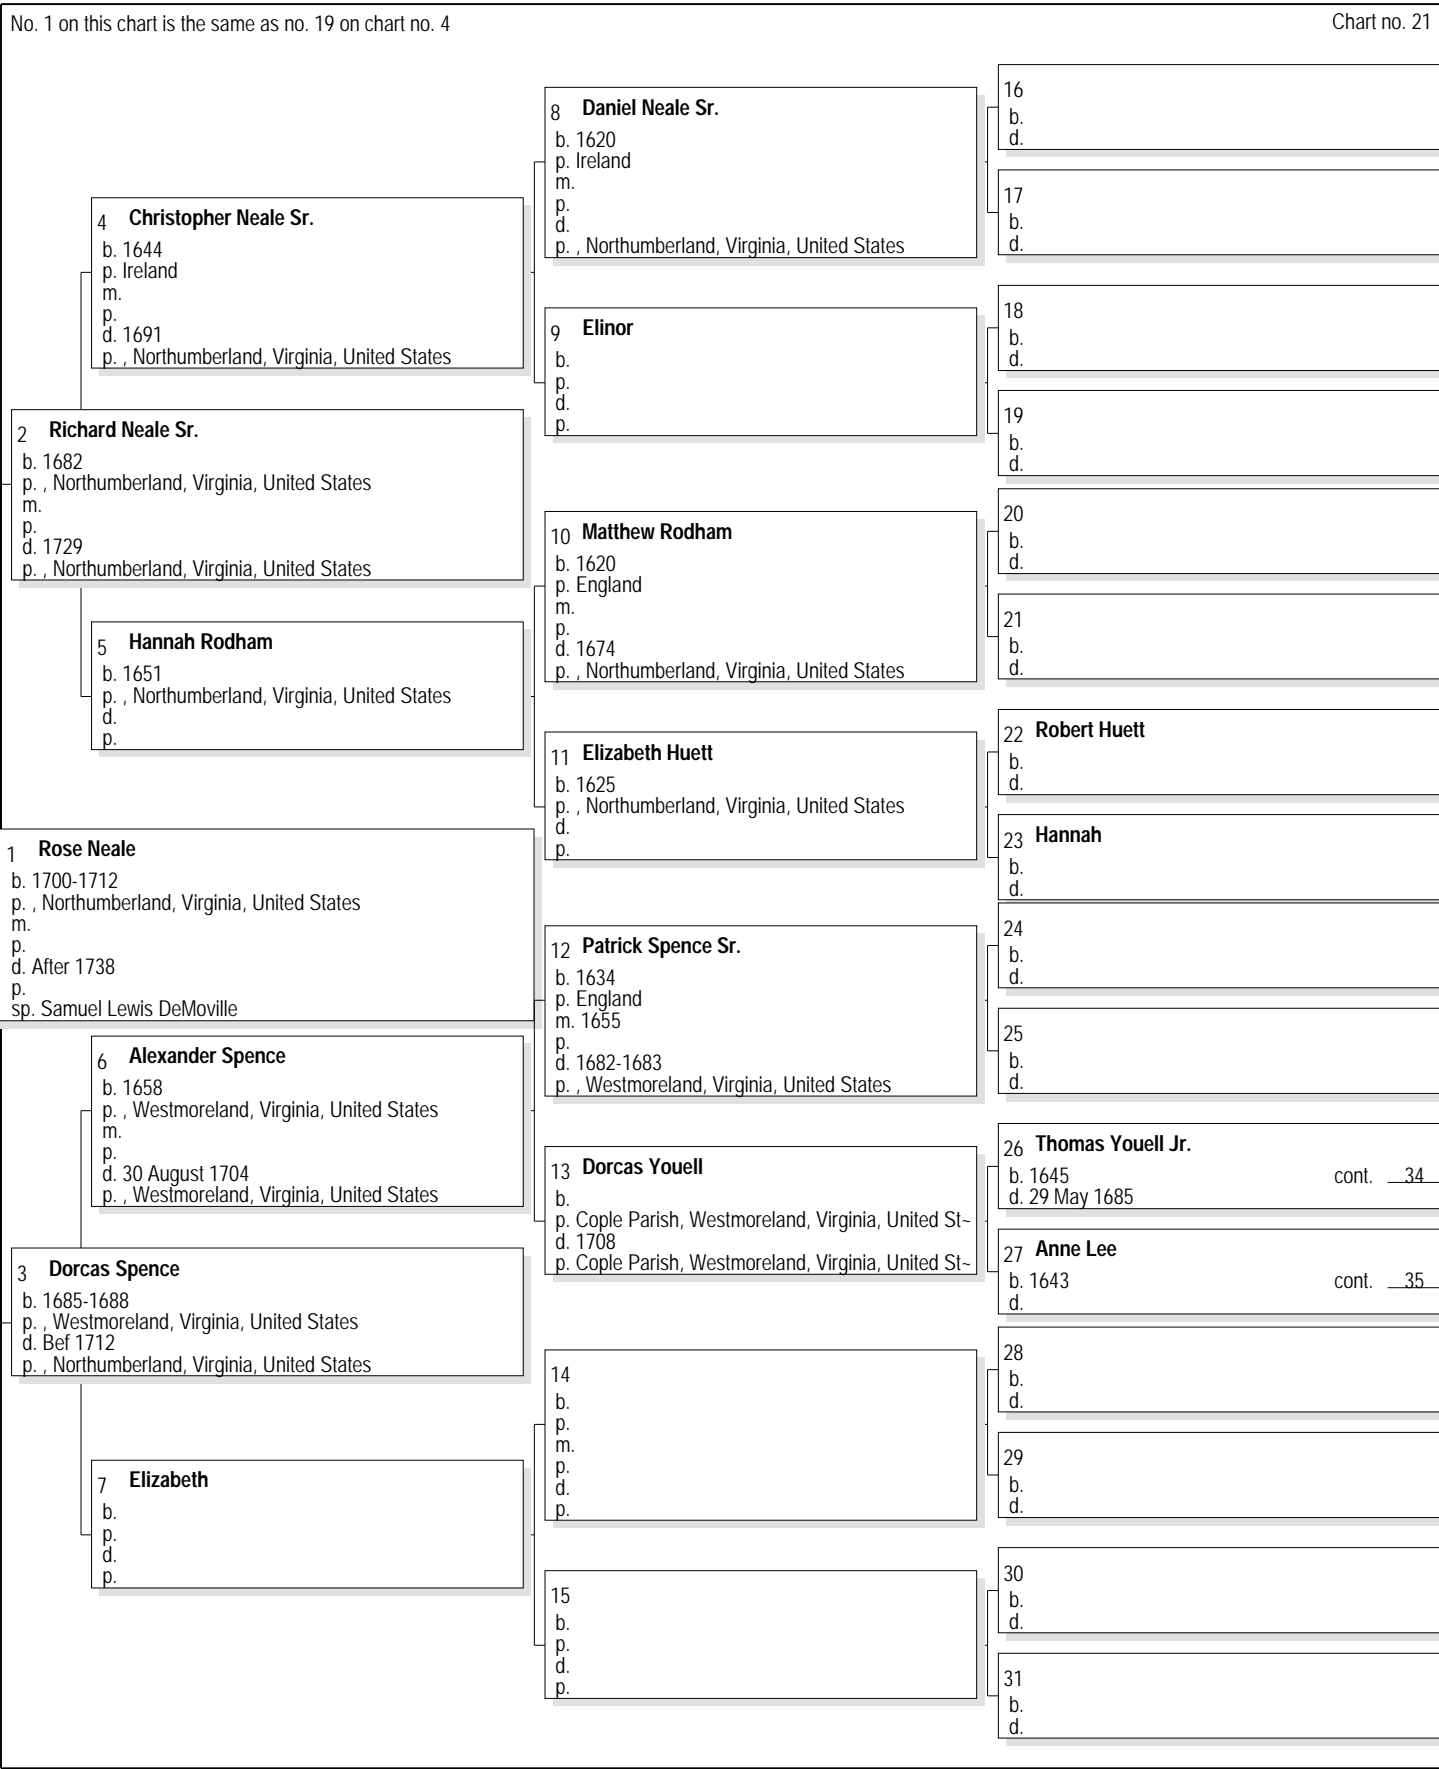 No. 1 on this chart is the same as no. 19 on chart no. 4
Chart no. 21
1 Rose Neale
b. 1700-1712
p. , Northumberland, Virginia, United States
m.
p.
d. After 1738
p.
sp. Samuel Lewis DeMoville
2 Richard Neale Sr.
b. 1682
p. , Northumberland, Virginia, United States
m.
p.
d. 1729
p. , Northumberland, Virginia, United States
3 Dorcas Spence
b. 1685-1688
p. , Westmoreland, Virginia, United States
d. Bef 1712
p. , Northumberland, Virginia, United States
4 Christopher Neale Sr.
b. 1644
p. Ireland
m.
p.
d. 1691
p. , Northumberland, Virginia, United States
5 Hannah Rodham
b. 1651
p. , Northumberland, Virginia, United States
d.
p.
6 Alexander Spence
b. 1658
p. , Westmoreland, Virginia, United States
m.
p.
d. 30 August 1704
p. , Westmoreland, Virginia, United States
7 Elizabeth
b.
p.
d.
p.
8 Daniel Neale Sr.
b. 1620
p. Ireland
m.
p.
d.
p. , Northumberland, Virginia, United States
9 Elinor
b.
p.
d.
p.
10 Matthew Rodham
b. 1620
p. England
m.
p.
d. 1674
p. , Northumberland, Virginia, United States
11 Elizabeth Huett
b. 1625
p. , Northumberland, Virginia, United States
d.
p.
12 Patrick Spence Sr.
b. 1634
p. England
m. 1655
p.
d. 1682-1683
p. , Westmoreland, Virginia, United States
13 Dorcas Youell
b.
p. Cople Parish, Westmoreland, Virginia, United St~
d. 1708
p. Cople Parish, Westmoreland, Virginia, United St~
14
b.
p.
m.
p.
d.
p.
15
b.
p.
d.
p.
16
b.
d.
17
b.
d.
18
b.
d.
19
b.
d.
20
b.
d.
21
b.
d.
22 Robert Huett
b.
d.
23 Hannah
b.
d.
24
b.
d.
25
b.
d.
26 Thomas Youell Jr.
b. 1645 cont. 34
d. 29 May 1685
27 Anne Lee
b. 1643 cont. 35
d.
28
b.
d.
29
b.
d.
30
b.
d.
31
b.
d.